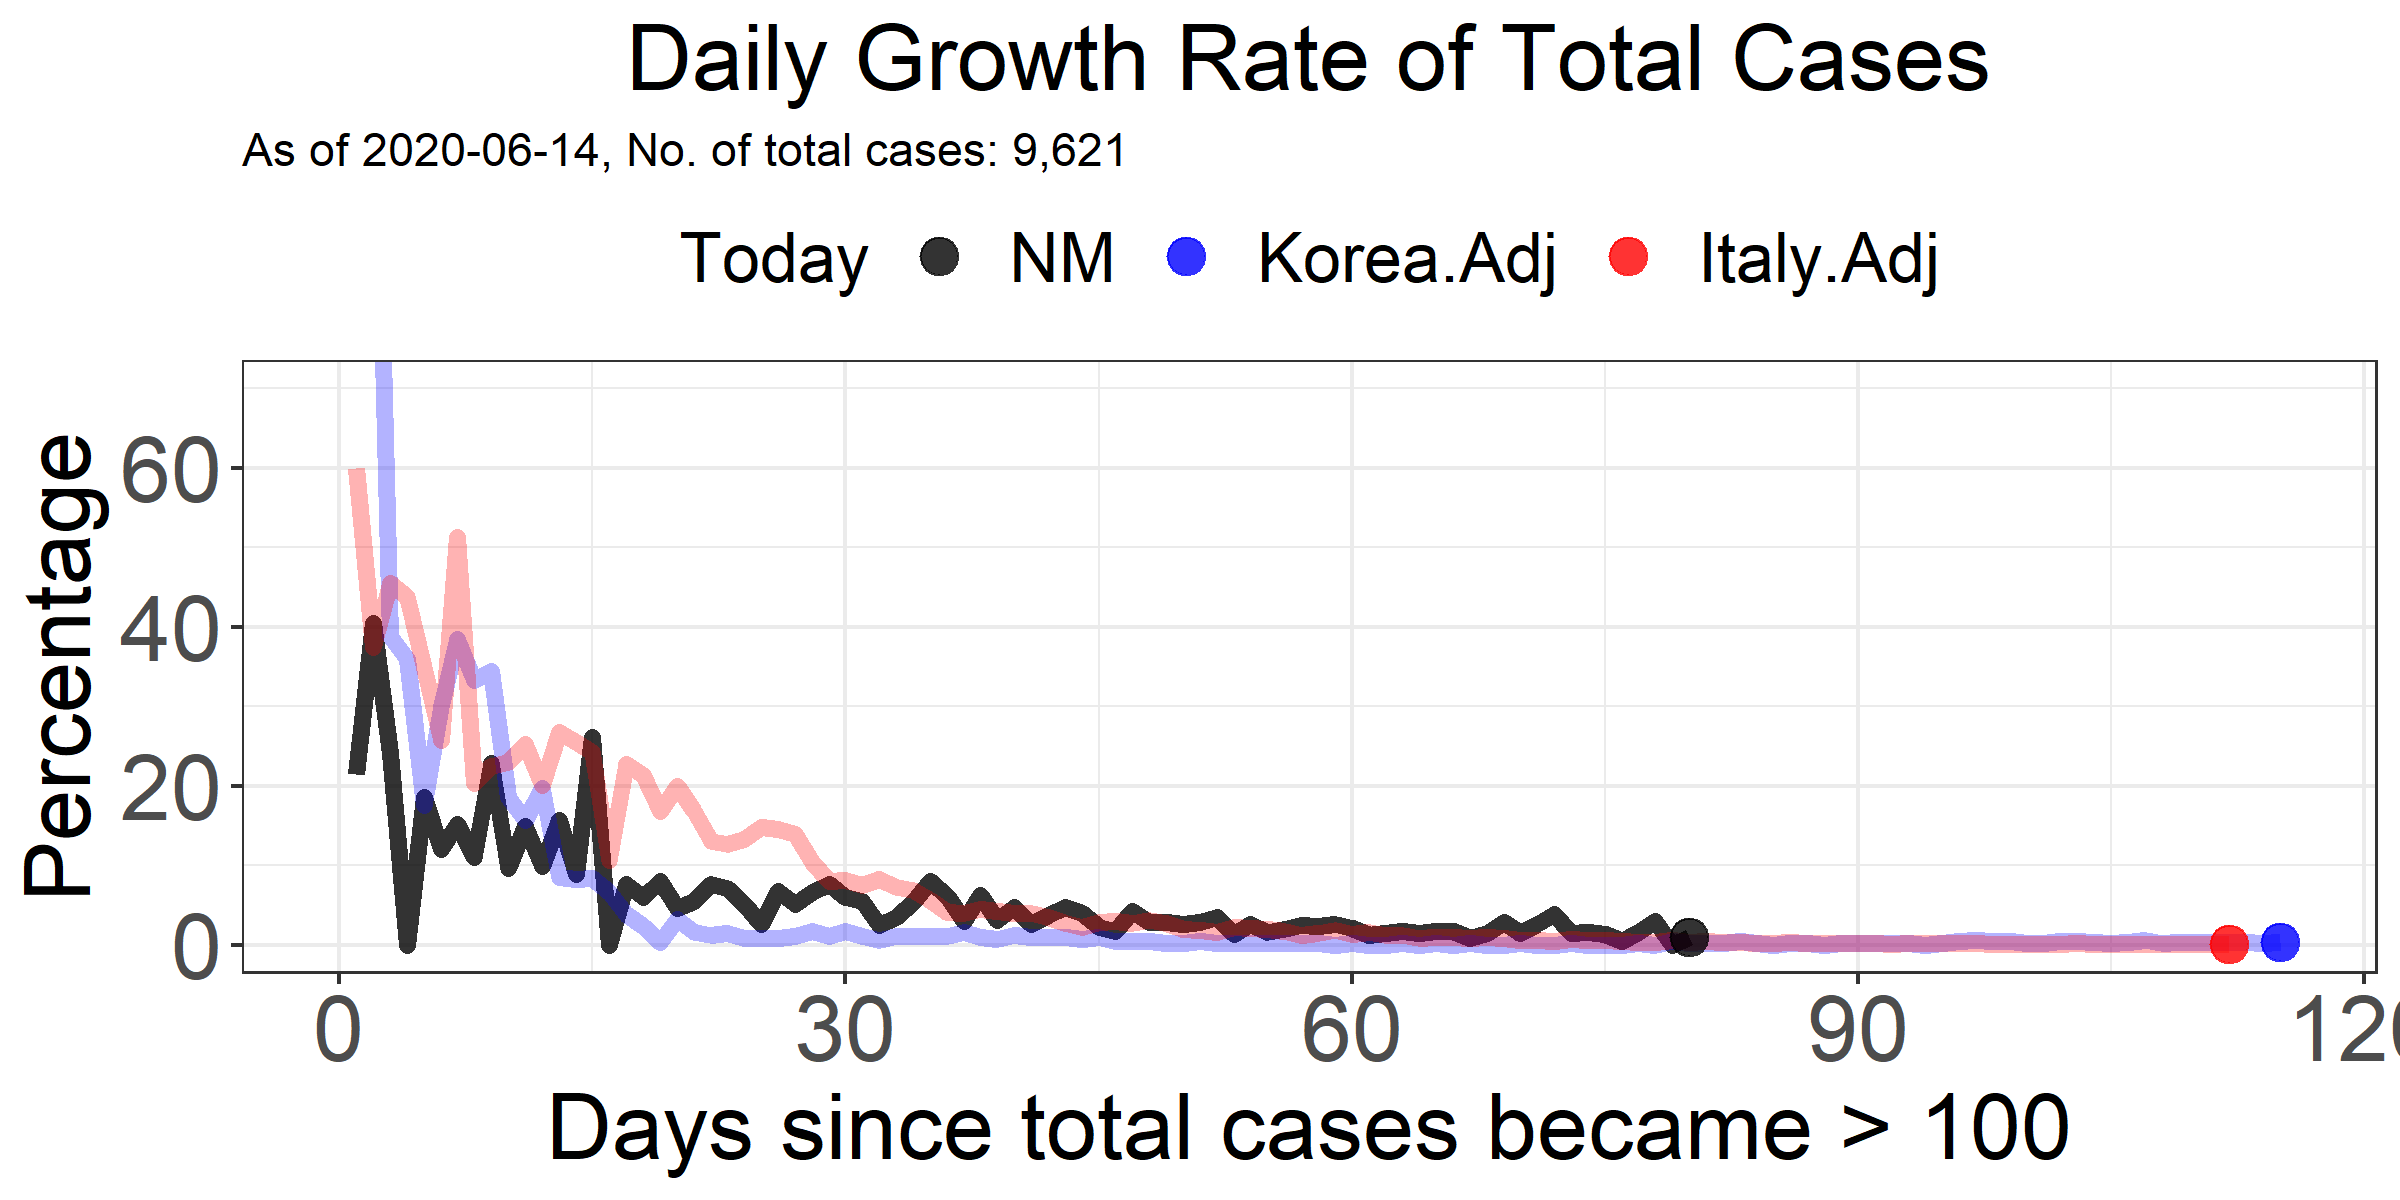 Daily Growth Rate of Total Cases
As of 2020-06-14, No. of total cases: 9,621
Today NM Korea.Adj Italy.Adj
Percentage
60
40
20
0
0 30 60 90 120
Days since total cases became > 100